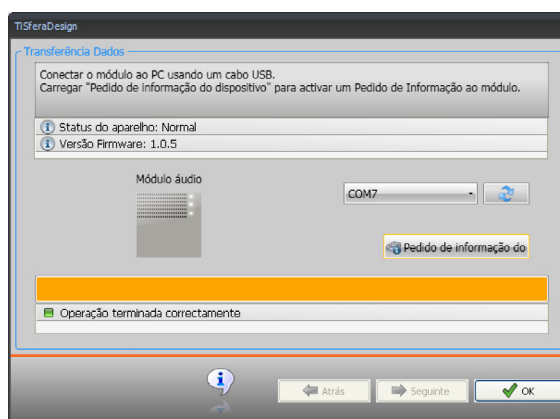 TiSferaDesign
Transferência Dados
Conectar o módulo ao PC usando um cabo USB.
Carregar "Pedido de informação do dispositivo" para activar um Pedido de Informação ao módulo.
Status do aparelho: Normal
Versão Firmware: 1.0.5
Módulo áudio
COM7
Pedido de informação do
Operação terminada correctamente
Atrás
Seguinte
OK